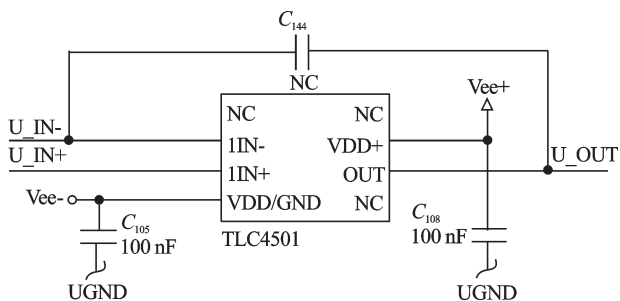 C144
NC
Vee+
NC NC
U_IN- 1IN- VDD+
U_IN+ 1IN+ OUT U_OUT
Vee- VDD/GND NC
C105
100 nF
TLC4501
C108
100 nF
UGND UGND